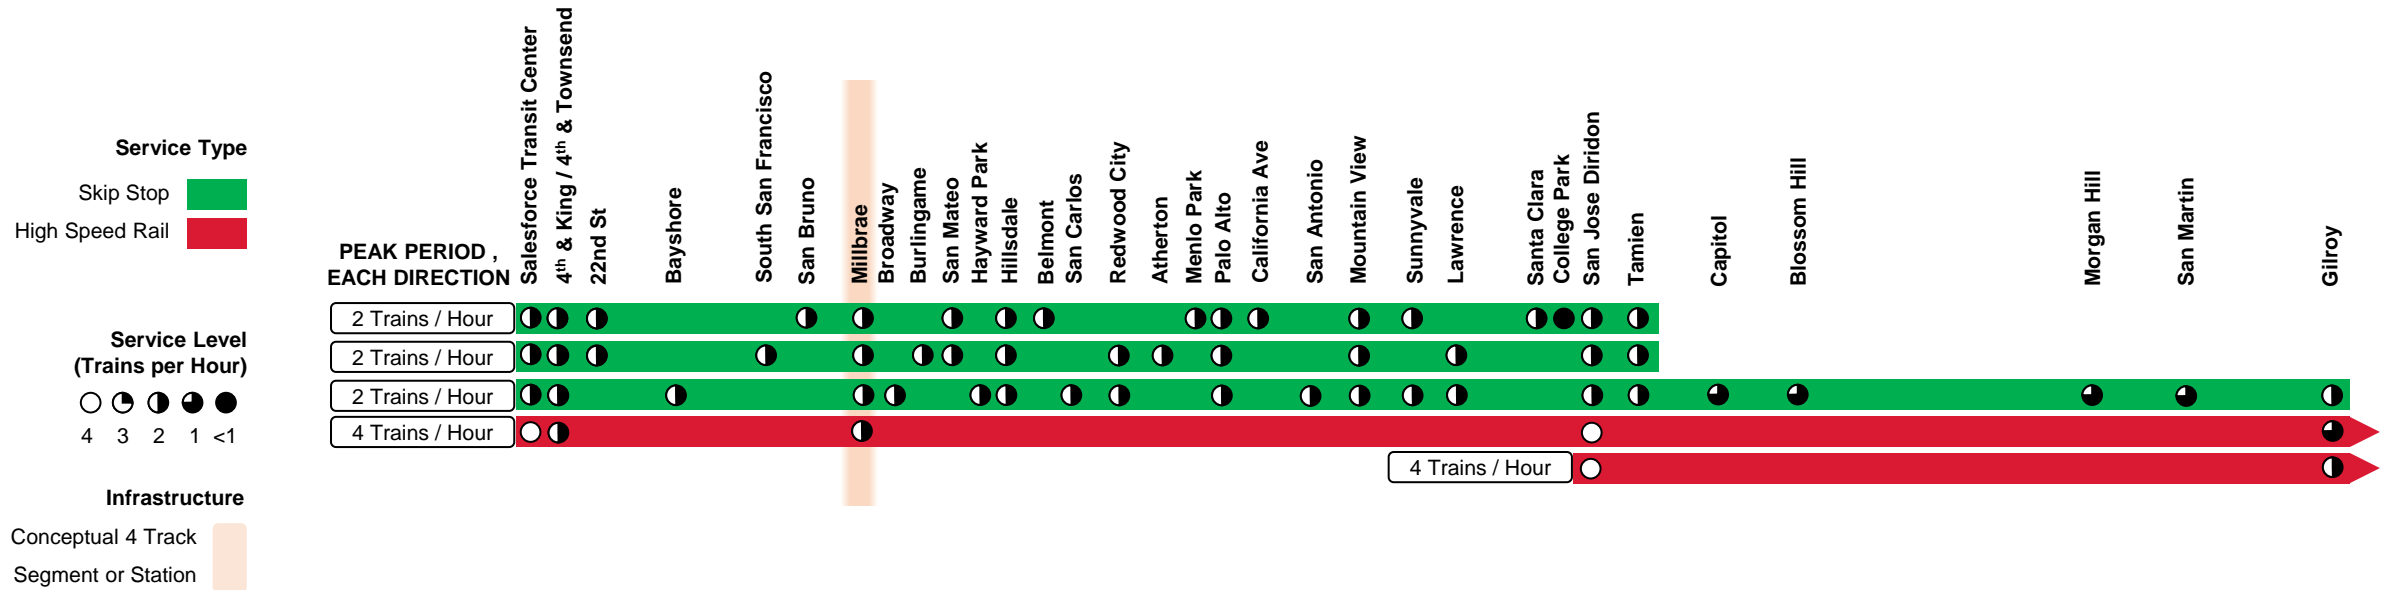 Service Type
Skip Stop
High Speed Rail
Service Level
(Trains per Hour)
4 3 2 1 <1
Infrastructure
Conceptual 4 Track
Segment or Station
PEAK PERIOD ,
EACH DIRECTION
Salesforce Transit Center
4th & King / 4th & Townsend
22nd St
Bayshore
South San Francisco
San Bruno
Millbrae
Broadway
Burlingame
San Mateo
Hayward Park
Hillsdale
Belmont
San Carlos
Redwood City
Atherton
Menlo Park
Palo Alto
California Ave
San Antonio
Mountain View
Sunnyvale
Lawrence
Santa Clara
College Park
San Jose Diridon
Tamien
Capitol
Blossom Hill
Morgan Hill
San Martin
Gilroy
2 Trains / Hour
2 Trains / Hour
2 Trains / Hour
4 Trains / Hour
4 Trains / Hour